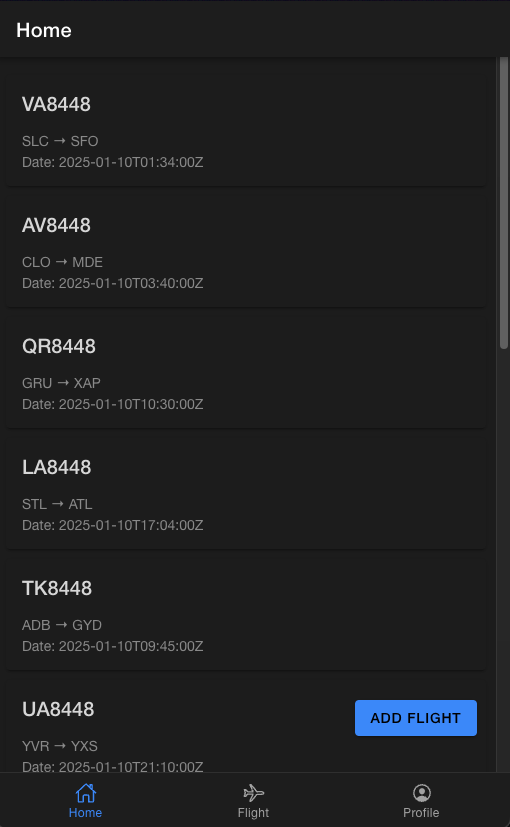 Home
VA8448
SLC → SFO
Date: 2025-01-10T01:34:00Z
AV8448
CLO → MDE
Date: 2025-01-10T03:40:00Z
QR8448
GRU → XAP
Date: 2025-01-10T10:30:00Z
LA8448
STL → ATL
Date: 2025-01-10T17:04:00Z
TK8448
ADB → GYD
Date: 2025-01-10T09:45:00Z
UA8448
ADD FLIGHT
YVR → YXS
Date: 2025-01-10T21:10:00Z
Home Flight Profile